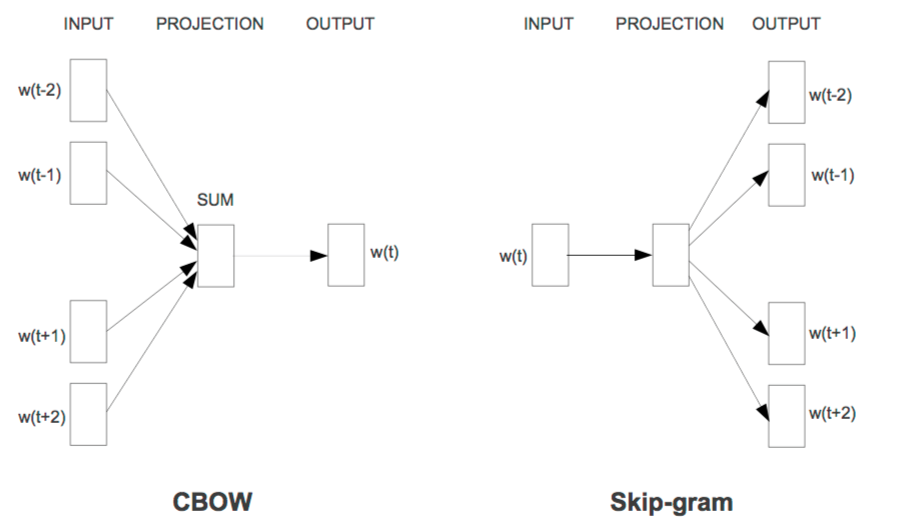 INPUT PROJECTION OUTPUT
w(t-2)
w(t-1)
SUM
w(t)
w(t+1)
w(t+2)
CBOW
INPUT PROJECTION OUTPUT
w(t-2)
w(t-1)
w(t)
w(t+1)
w(t+2)
Skip-gram